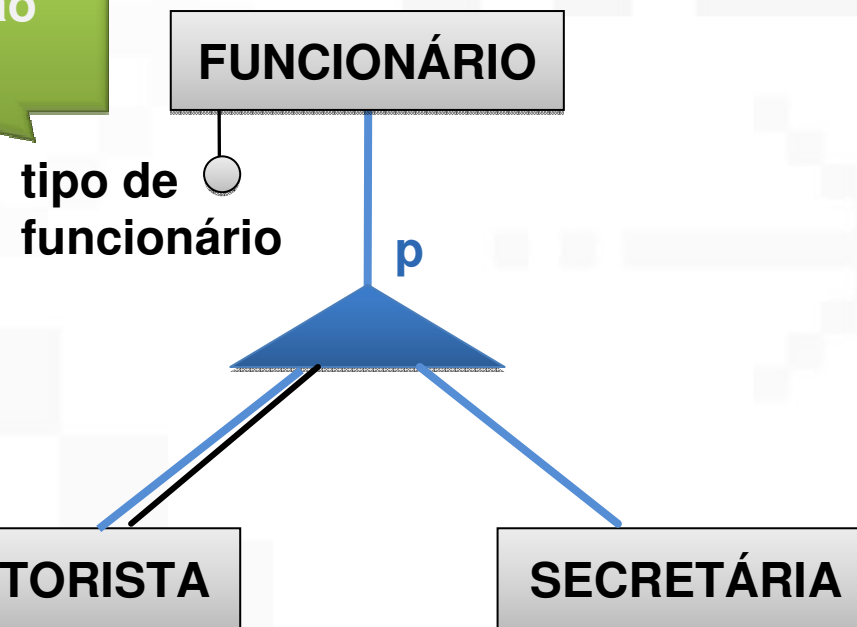 FUNCIONÁRIO
tipo de
funcionário
p
TORISTA
SECRETÁRIA